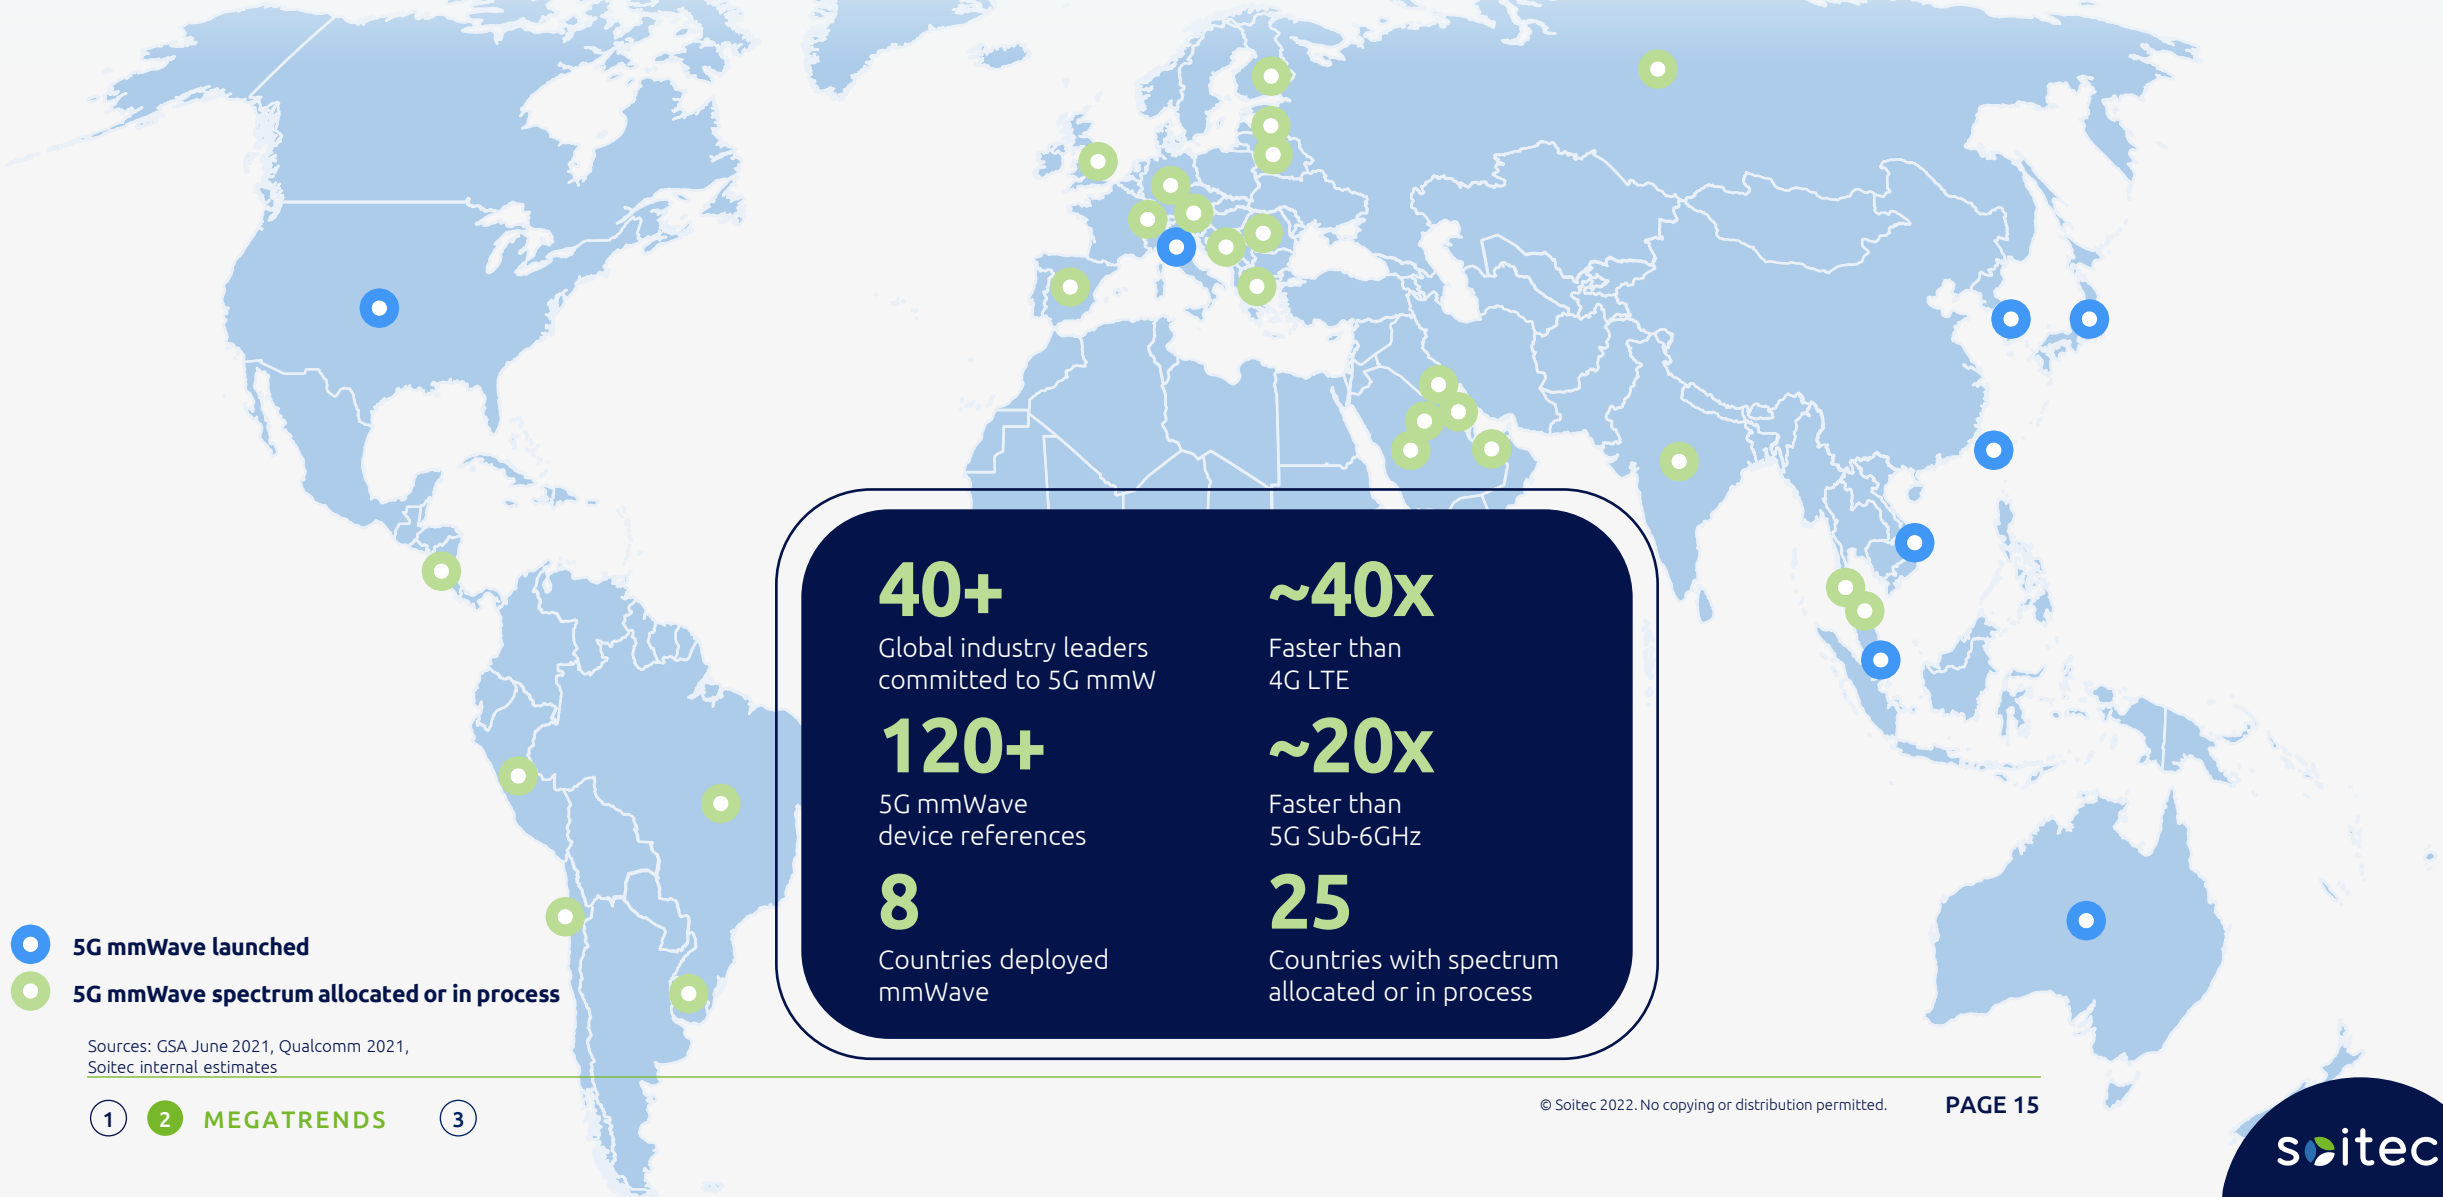 40+
Global industry leaders
committed to 5G mmW
~40x
Faster than
4G LTE
120+
5G mmWave
device references
~20x
Faster than
5G Sub-6GHz
8
Countries deployed
mmWave
25
Countries with spectrum
allocated or in process
5G mmWave launched
5G mmWave spectrum allocated or in process
Sources: GSA June 2021, Qualcomm 2021,
Soitec internal estimates
1 2 MEGATRENDS 3
© Soitec 2022. No copying or distribution permitted.
PAGE 15
soitec